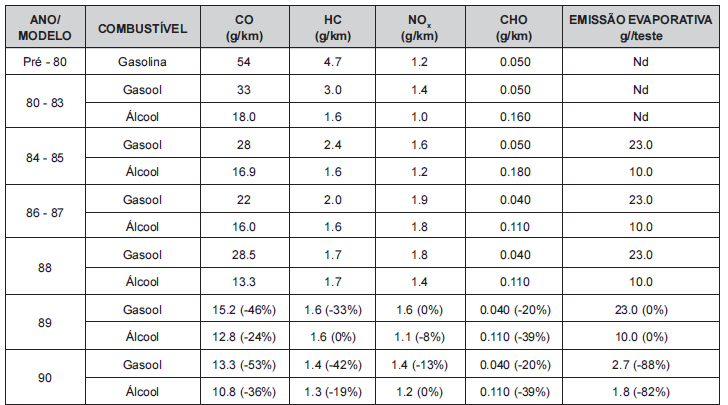 ANO/MODELO COMBUSTÍVEL CO (g/km) HC (g/km) NOx (g/km) CHO (g/km) EMISSÃO EVAPORATIVA g//teste
Pré - 80 Gasolina 54 4.7 1.2 0.050 Nd
80 - 83 Gasool 33 3.0 1.4 0.050 Nd
Álcool 18.0 1.6 1.0 0.160 Nd
84 - 85 Gasool 28 2.4 1.6 0.050 23.0
Álcool 16.9 1.6 1.2 0.180 10.0
86 - 87 Gasool 22 2.0 1.9 0.040 23.0
Álcool 16.0 1.6 1.8 0.110 10.0
88 Gasool 28.5 1.7 1.8 0.040 23.0
Álcool 13.3 1.7 1.4 0.110 10.0
89 Gasool 15.2 (-46%) 1.6 (-33%) 1.6 (0%) 0.040 (-20%) 23.0 (0%)
Álcool 12.8 (-24%) 1.6 (0%) 1.1 (-8%) 0.110 (-39%) 10.0 (0%)
90 Gasool 13.3 (-53%) 1.4 (-42%) 1.4 (-13%) 0.040 (-20%) 2.7 (-88%)
Álcool 10.8 (-36%) 1.3 (-19%) 1.2 (0%) 0.110 (-39%) 1.8 (-82%)